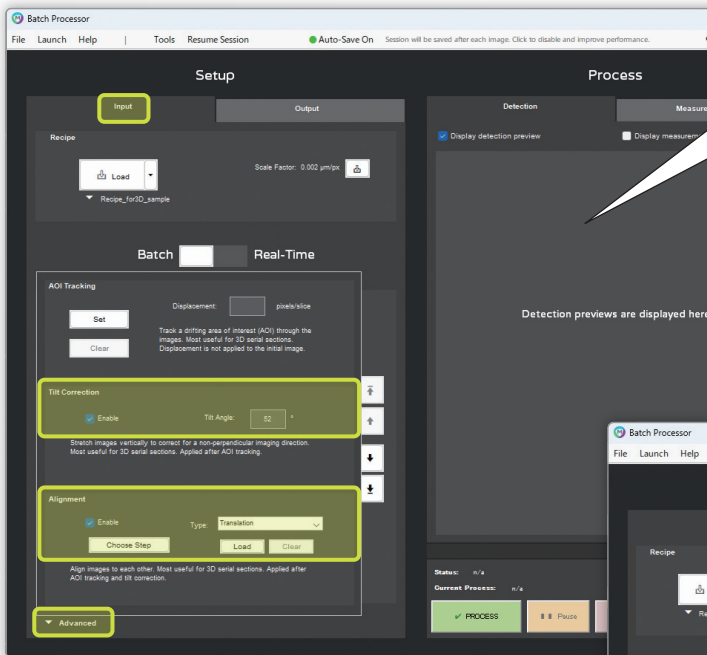 Batch Processor
File Launch Help | Tools Resume Session Auto-Save On Session will be saved after each image. Click to disable and improve performance.
Setup
Process
Input
Output
Detection
Recipe
Display detection preview
Display
Load
Scale Factor: 0.002 µm/px
Recipe_for3D_sample
Batch
Real-Time
AOI Tracking
Displacement: pixels/slice
Set
Track a drifting area of interest (AOI) through the
images. Most useful for 3D serial sections.
Displacement is not applied to the initial image.
Clear
Detection previews are displayed here
Tilt Correction
Enable
Tilt Angle: 52 °
Stretch images vertically to correct for a non-perpendicular imaging direction.
Most useful for 3D serial sections. Applied after AOI tracking.
Batch Processor
File Launch Help
Alignment
Enable
Type: Translation
Choose Step
Load
Clear
Align images to each other. Most useful for 3D serial sections. Applied after
AOI tracking and tilt correction.
Recipe
Status: n/a
Current Process: n/a
PROCESS
Pause
Advanced